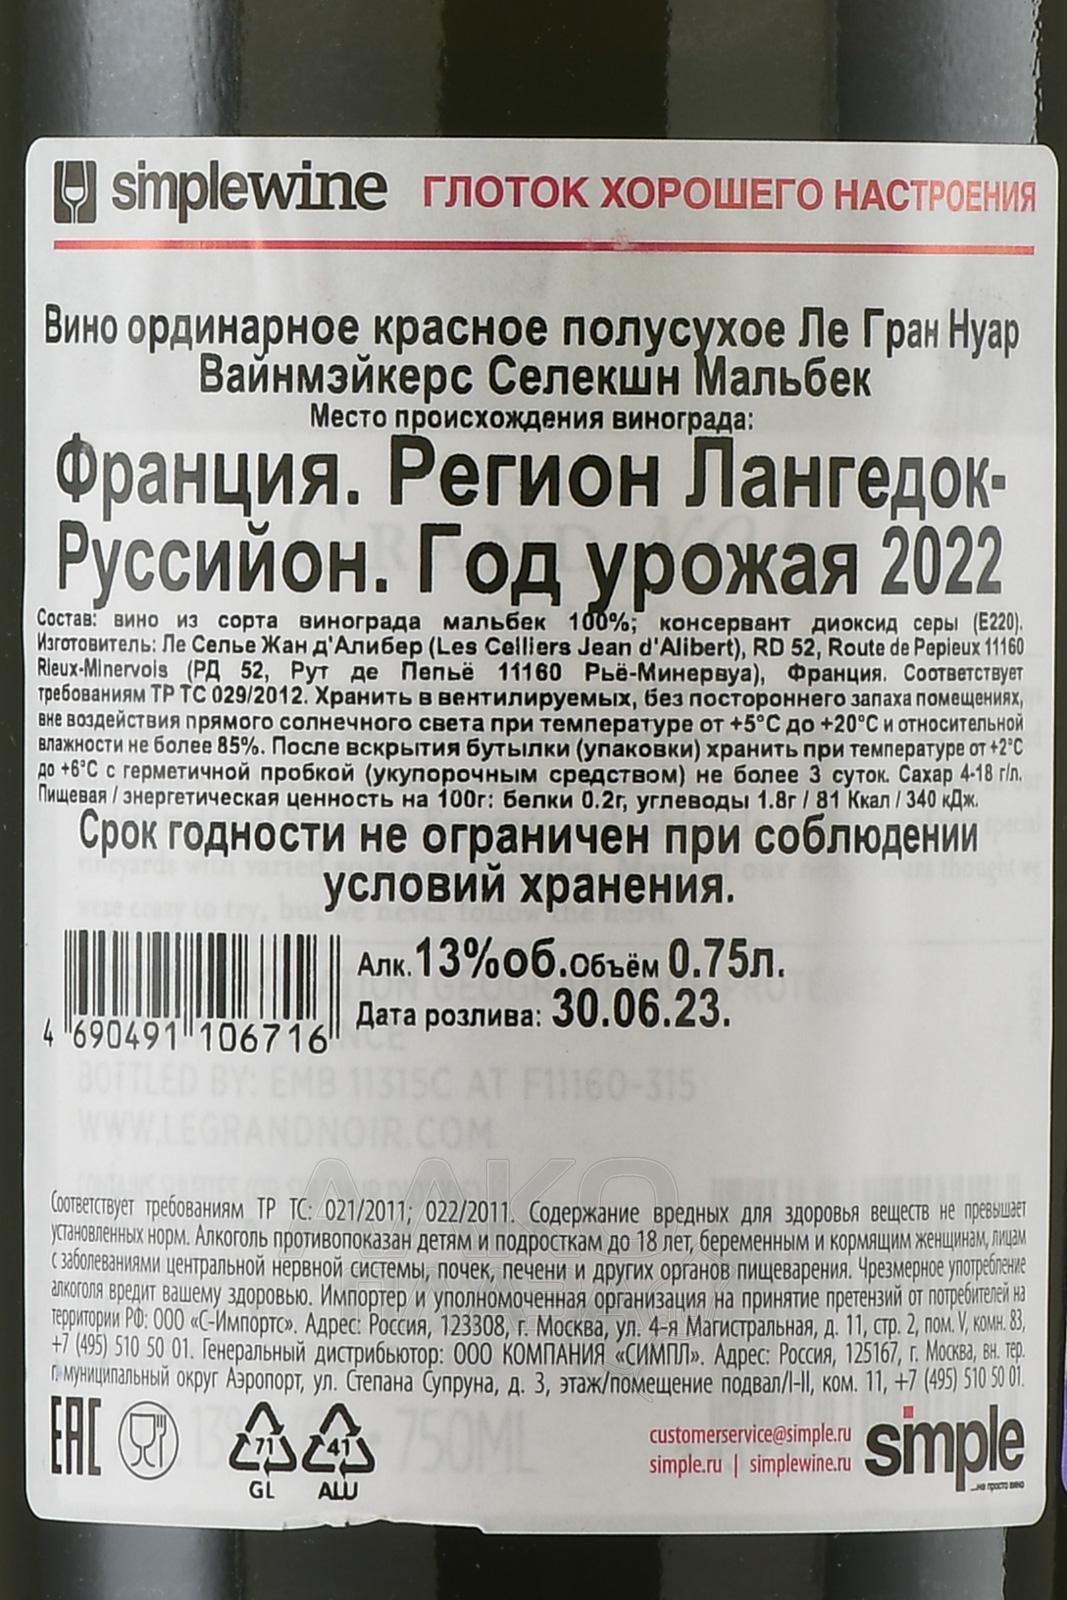 simplewine ГЛОТОК ХОРОШЕГО НАСТРОЕНИЯ
Вино ординарное красное полусухое Ле Гран Нуар
Вайнмэйкерс Селекшн Мальбек
Место происхождения винограда:
Франция. Регион Лангедок-
Руссийон. Год урожая 2022
Состав: вино из сорта винограда мальбек 100%; консервант диоксид серы (Е220).
Изготовитель: Ле Селье Жан д'Алибер (Les Celliers Jean d'Alibert), RD 52, Route de Pepieux 11160
Rieux-Minervois (РД 52, Рут де Пепьё 11160 Рьё-Минервуа), Франция. Соответствует
требованиям ТР ТС 029/2012. Хранить в вентилируемых, без постороннего запаха помещениях,
вне воздействия прямого солнечного света при температуре от +5°С до +20°С и относительной
влажности не более 85%. После вскрытия бутылки (упаковки) хранить при температуре от +2°С
до +6°С с герметичной пробкой (укупорочным средством) не более 3 суток. Сахар 4-18 г/л.
Пищевая / энергетическая ценность на 100г: белки 0.2г, углеводы 1.8г / 81 Ккал / 340 кДж.
Срок годности не ограничен при соблюдении
условий хранения.
Алк. 13%об. Объём 0.75л.
Дата розлива: 30.06.23.
4 690491 106716
BOTTLED BY: EMB 11315C AT F11160-315
WWW.LEGRANDNOIR.COM
Соответствует требованиям ТР ТС: 021/2011; 022/2011. Содержание вредных для здоровья веществ не превышает
установленных норм. Алкоголь противопоказан детям и подросткам до 18 лет, беременным и кормящим женщинам, лицам
с заболеваниями центральной нервной системы, почек, печени и других органов пищеварения. Чрезмерное употребление
алкоголя вредит вашему здоровью. Импортер и уполномоченная организация на принятие претензий от потребителей на
территории РФ: ООО «С-Импортс». Адрес: Россия, 123308, г. Москва, ул. 4-я Магистральная, д. 11, стр. 2, пом. V, комн. 83,
+7 (495) 510 50 01. Генеральный дистрибьютор: ООО КОМПАНИЯ «СИМПЛ». Адрес: Россия, 125167, г. Москва, вн. тер.
г. муниципальный округ Аэропорт, ул. Степана Супруна, д. 3, этаж/помещение подвал/I-II, ком. 11, +7 (495) 510 50 01.
EAC 71 41 750ML
GL ALU
customerservice@simple.ru
simple.ru | simplewine.ru
simple
...не просто вино